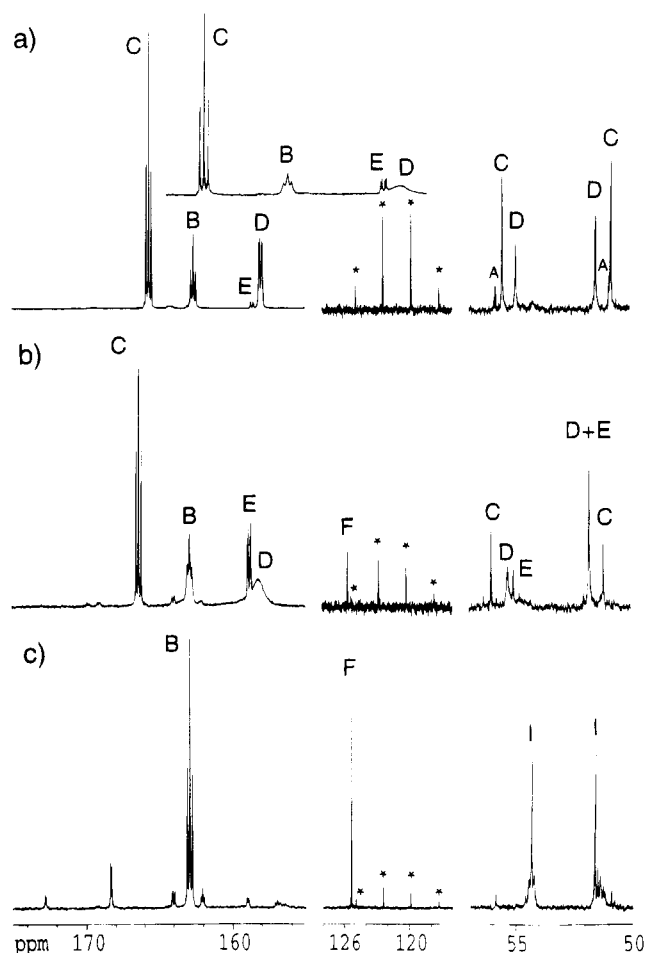 a)
C C
B E D
C B E D * * * * A C D D A C
b)
C B E D F * * * * C D E D+E C
c)
B F * * * * I I
ppm 170 160 126 120 55 50